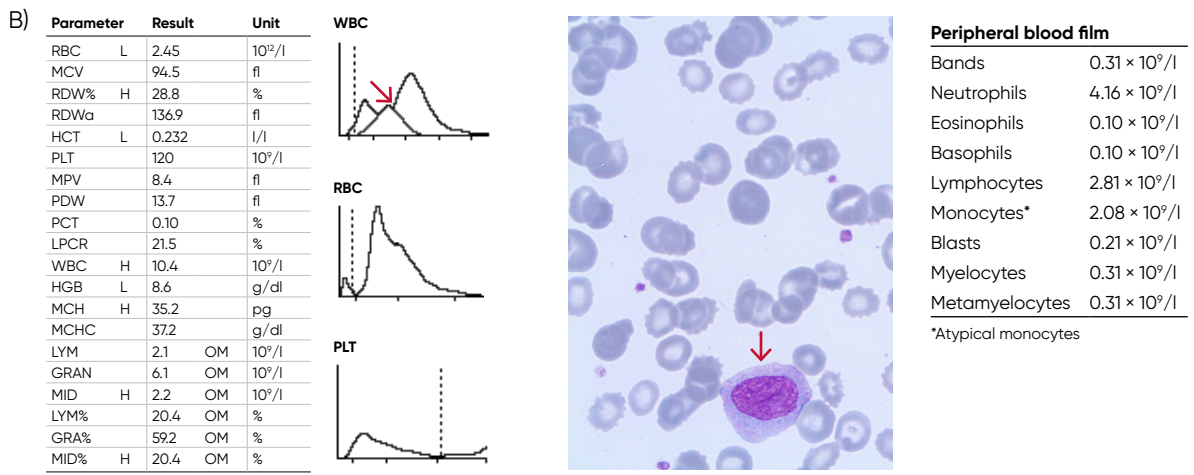 B)
Parameter Result Unit
RBC L 2.45 10¹²/l
MCV 94.5 fl
RDW% H 28.8 %
RDWa 136.9 fl
HCT L 0.232 l/l
PLT 120 10⁹/l
MPV 8.4 fl
PDW 13.7 fl
PCT 0.10 %
LPCR 21.5 %
WBC H 10.4 10⁹/l
HGB L 8.6 g/dl
MCH H 35.2 pg
MCHC 37.2 g/dl
LYM 2.1 OM 10⁹/l
GRAN 6.1 OM 10⁹/l
MID H 2.2 OM 10⁹/l
LYM% 20.4 OM %
GRA% 59.2 OM %
MID% H 20.4 OM %
WBC
RBC
PLT
Peripheral blood film
Bands 0.31 × 10⁹/l
Neutrophils 4.16 × 10⁹/l
Eosinophils 0.10 × 10⁹/l
Basophils 0.10 × 10⁹/l
Lymphocytes 2.81 × 10⁹/l
Monocytes* 2.08 × 10⁹/l
Blasts 0.21 × 10⁹/l
Myelocytes 0.31 × 10⁹/l
Metamyelocytes 0.31 × 10⁹/l
*Atypical monocytes